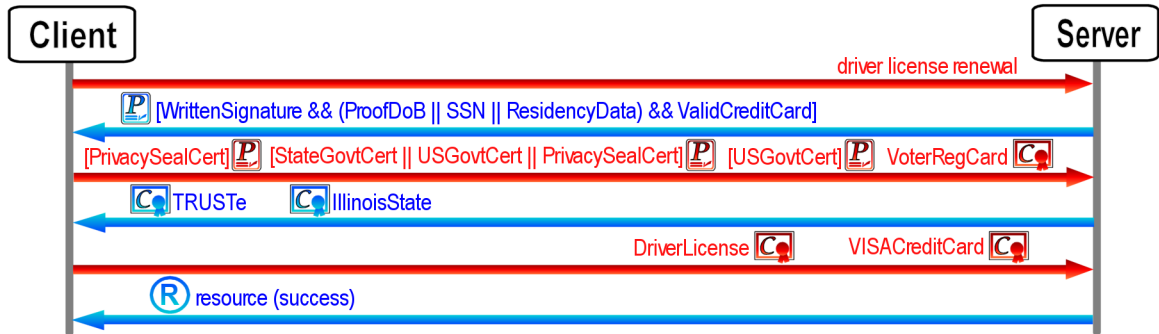 Client
Server
driver license renewal
P [WrittenSignature && (ProofDoB || SSN || ResidencyData) && ValidCreditCard]
[PrivacySealCert] P [StateGovtCert || USGovtCert || PrivacySealCert] P [USGovtCert] P VoterRegCard C
C TRUSTe C IllinoisState
DriverLicense C VISACreditCard C
R resource (success)